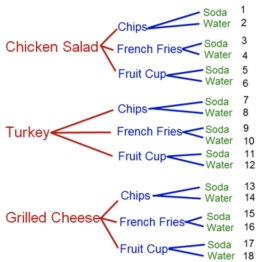 Soda 1
Chips Water 2
Chicken Salad French Fries Soda 3
Water 4
Fruit Cup Soda 5
Water 6
Chips Soda 7
Water 8
Turkey French Fries Soda 9
Water 10
Fruit Cup Soda 11
Water 12
Chips Soda 13
Water 14
Grilled Cheese French Fries Soda 15
Water 16
Fruit Cup Soda 17
Water 18